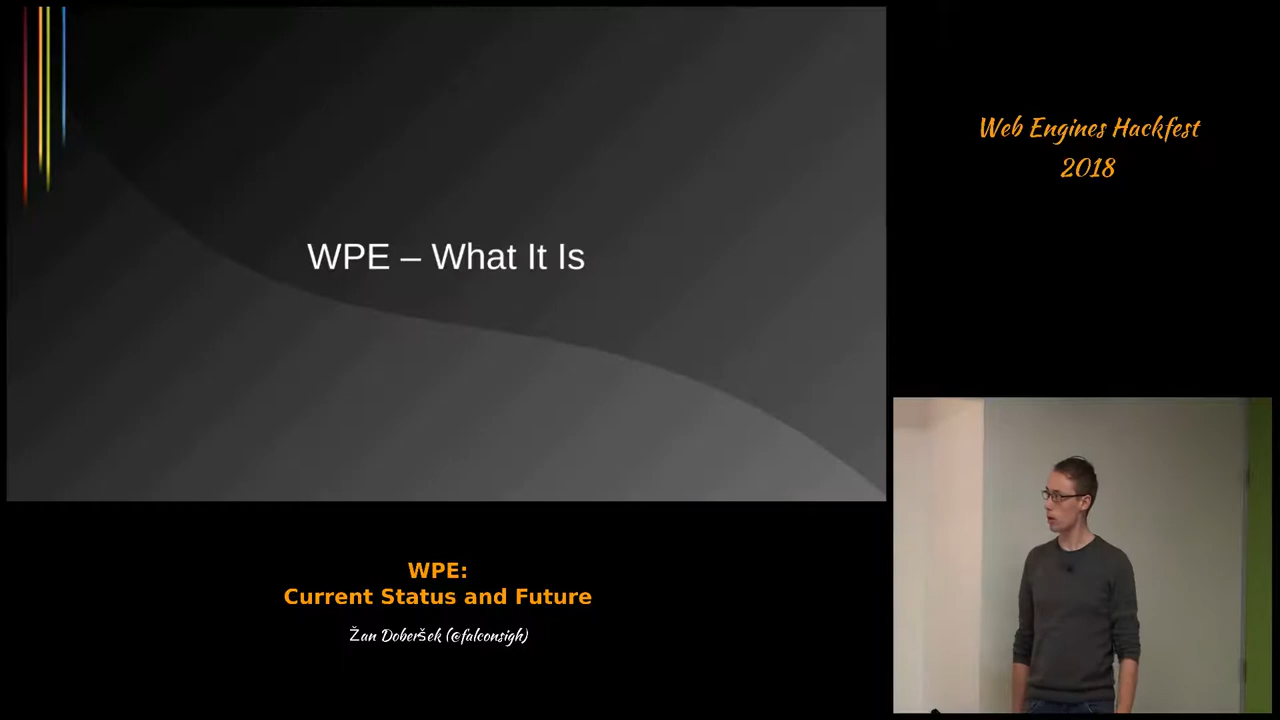 WPE – What It Is
Web Engines Hackfest
2018
WPE:
Current Status and Future
Žan Doberšek (@falconsigh)